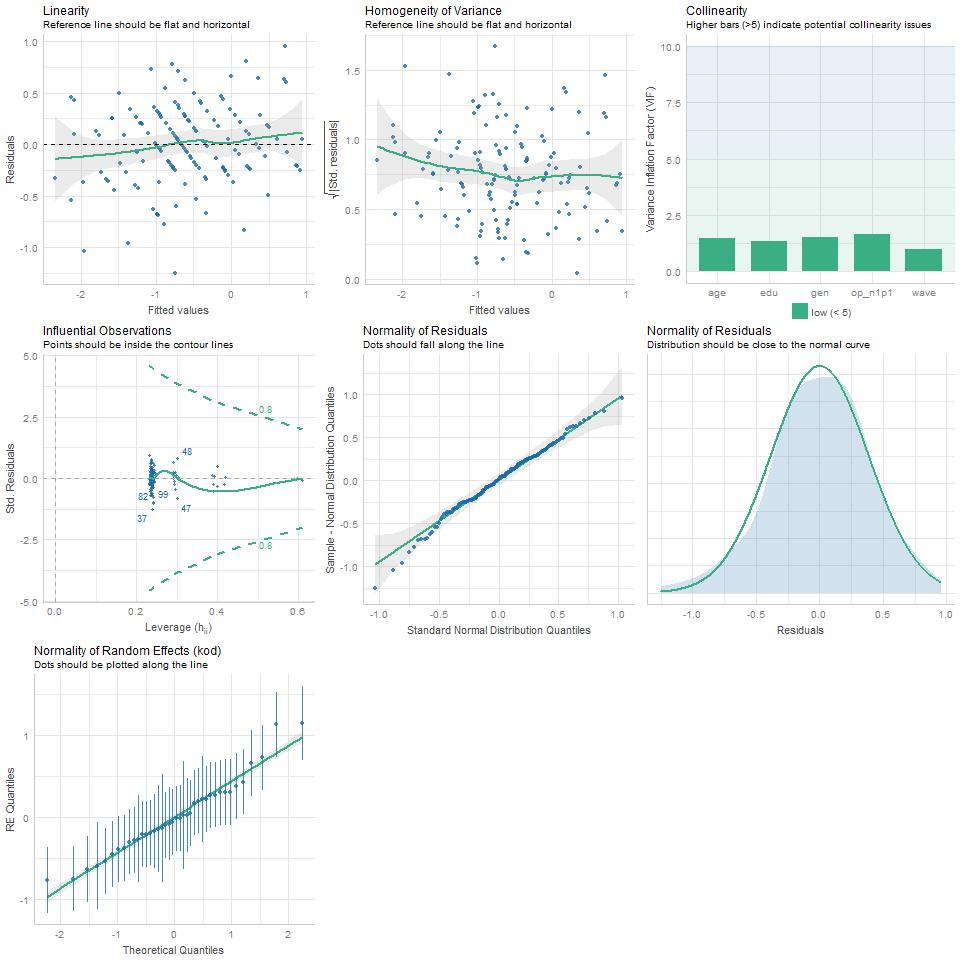 Linearity
Reference line should be flat and horizontal
1.0
0.5
0.0
-0.5
-1.0
Residuals
-2
-1
0
1
Fitted values
Homogeneity of Variance
Reference line should be flat and horizontal
1.5
1.0
0.5
0.0
√|Std. residuals|
-2
-1
0
1
Fitted values
Collinearity
Higher bars (>5) indicate potential collinearity issues
10.0
7.5
5.0
2.5
0.0
Variance Inflation Factor (VIF)
age
edu
gen
op_n1p1
wave
low (< 5)
Influential Observations
Points should be inside the contour lines
5.0
2.5
0.0
-2.5
-5.0
Std. Residuals
0.8
48
82
99
47
37
0.8
0.0
0.2
0.4
0.6
Leverage (hii)
Normality of Residuals
Dots should fall along the line
1.0
0.5
0.0
-0.5
-1.0
Sample - Normal Distribution Quantiles
-1.0
-0.5
0.0
0.5
1.0
Standard Normal Distribution Quantiles
Normality of Residuals
Distribution should be close to the normal curve
-1.0
-0.5
0.0
0.5
1.0
Residuals
Normality of Random Effects (kod)
Dots should be plotted along the line
1
0
-1
RE Quantiles
-2
-1
0
1
2
Theoretical Quantiles